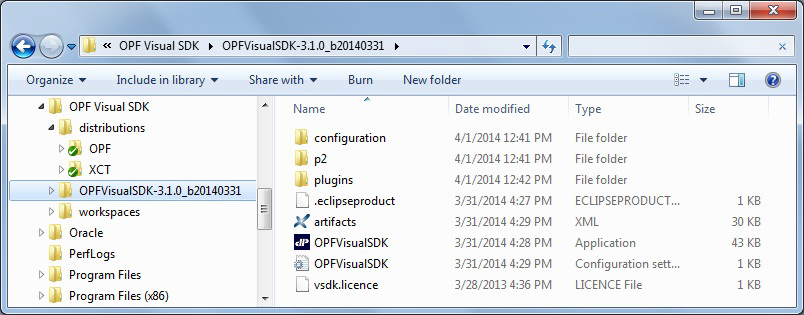 « OPF Visual SDK ▸ OPFVisualSDK-3.1.0_b20140331 ▸
Organize ▾ Include in library ▾ Share with ▾ Burn New folder
OPF Visual SDK
distributions
OPF
XCT
OPFVisualSDK-3.1.0_b20140331
workspaces
Oracle
PerfLogs
Program Files
Program Files (x86)
Name Date modified Type Size
configuration 4/1/2014 12:41 PM File folder
p2 4/1/2014 12:41 PM File folder
plugins 4/1/2014 12:42 PM File folder
.eclipseproduct 3/31/2014 4:27 PM ECLIPSEPRODUCT... 1 KB
artifacts 3/31/2014 4:29 PM XML 30 KB
dP OPFVisualSDK 3/31/2014 4:28 PM Application 43 KB
OPFVisualSDK 3/31/2014 4:29 PM Configuration sett... 1 KB
vsdk.licence 3/28/2013 4:36 PM LICENCE File 1 KB